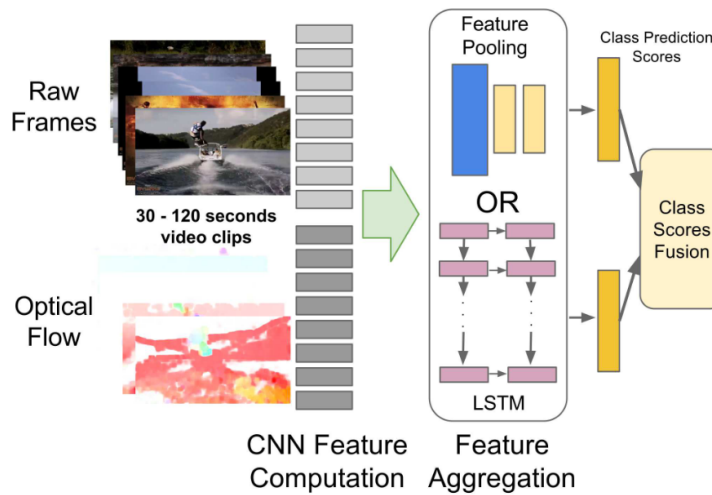 Raw
Frames
30 - 120 seconds
video clips
Optical
Flow
CNN Feature
Computation
Feature
Pooling
OR
LSTM
Feature
Aggregation
Class Prediction
Scores
Class
Scores
Fusion